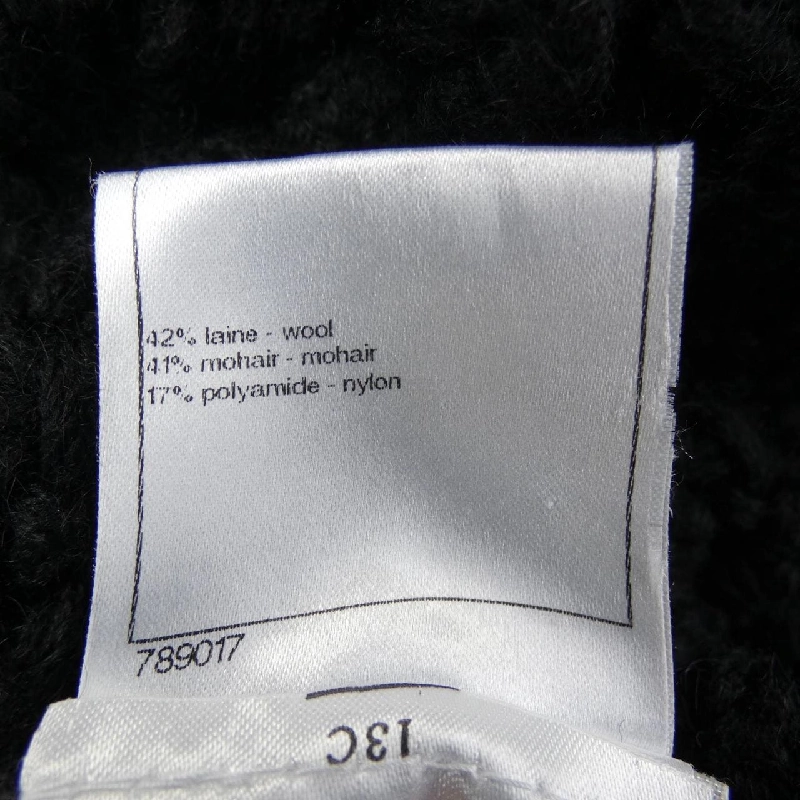 42% laine - wool
41% mohair - mohair
17% polyamide - nylon
789017
13C